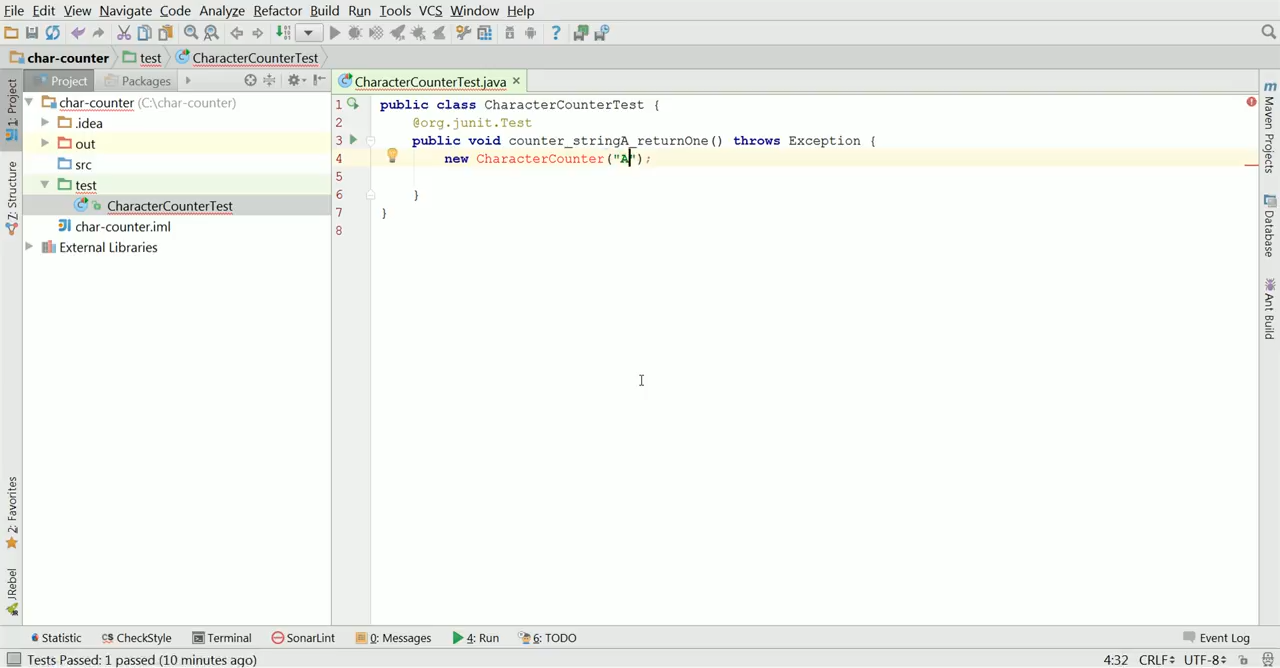 File Edit View Navigate Code Analyze Refactor Build Run Tools VCS Window Help
char-counter test CharacterCounterTest
Project Packages
CharacterCounterTest.java
1: Project
Z: Structure
2: Favorites
JRebel
char-counter (C:\char-counter)
.idea
out
src
test
CharacterCounterTest
char-counter.iml
External Libraries
1 public class CharacterCounterTest {
2 @org.junit.Test
3 public void counter_stringA_returnOne() throws Exception {
4 new CharacterCounter("A");
5
6 }
7 }
8
Maven Projects
Database
Ant Build
Statistic CheckStyle Terminal SonarLint 0: Messages 4: Run 6: TODO Event Log
Tests Passed: 1 passed (10 minutes ago) 4:32 CRLF UTF-8